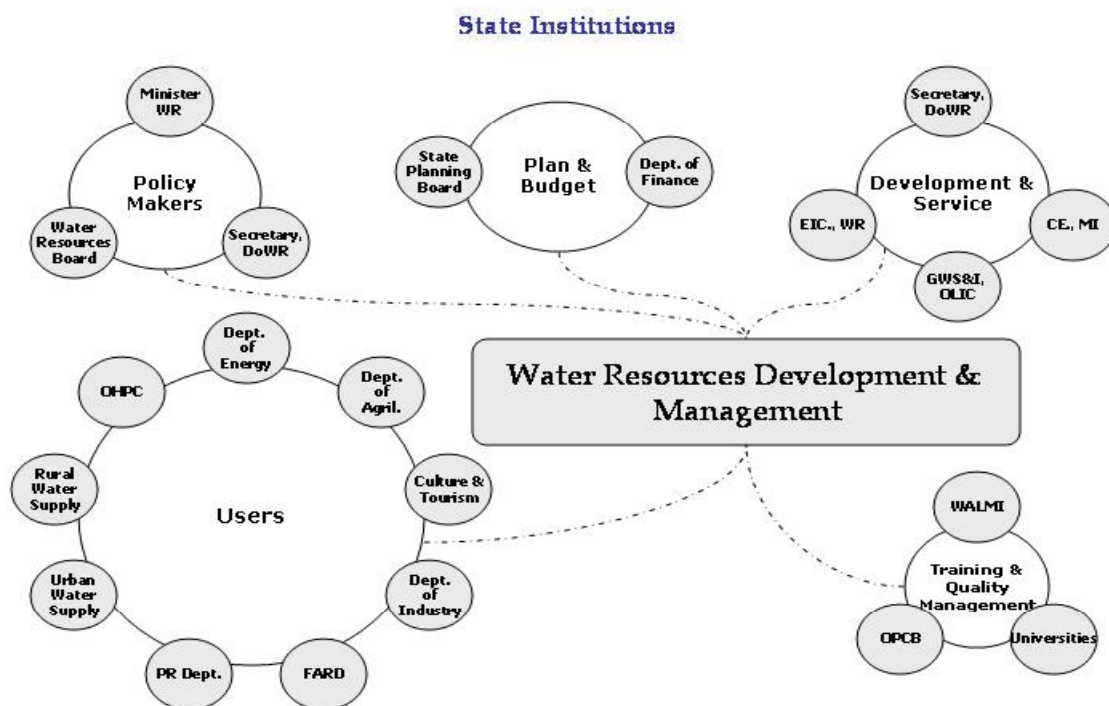 State Institutions
Minister
WR
Policy
Makers
Water
Resources
Board
Secretary,
DoWR
State
Planning
Board
Plan &
Budget
Dept. of
Finance
Secretary,
DoWR
Development &
Service
EIC., WR
CE., MI
GWS&I,
OLIC
Water Resources Development &
Management
Dept.
of
Energy
OHPC
Dept.
of
Agril.
Rural
Water
Supply
Users
Culture &
Tourism
Urban
Water
Supply
Dept.
of
Industry
PR Dept.
FARD
WALMI
Training &
Quality
Management
OPCB
Universities